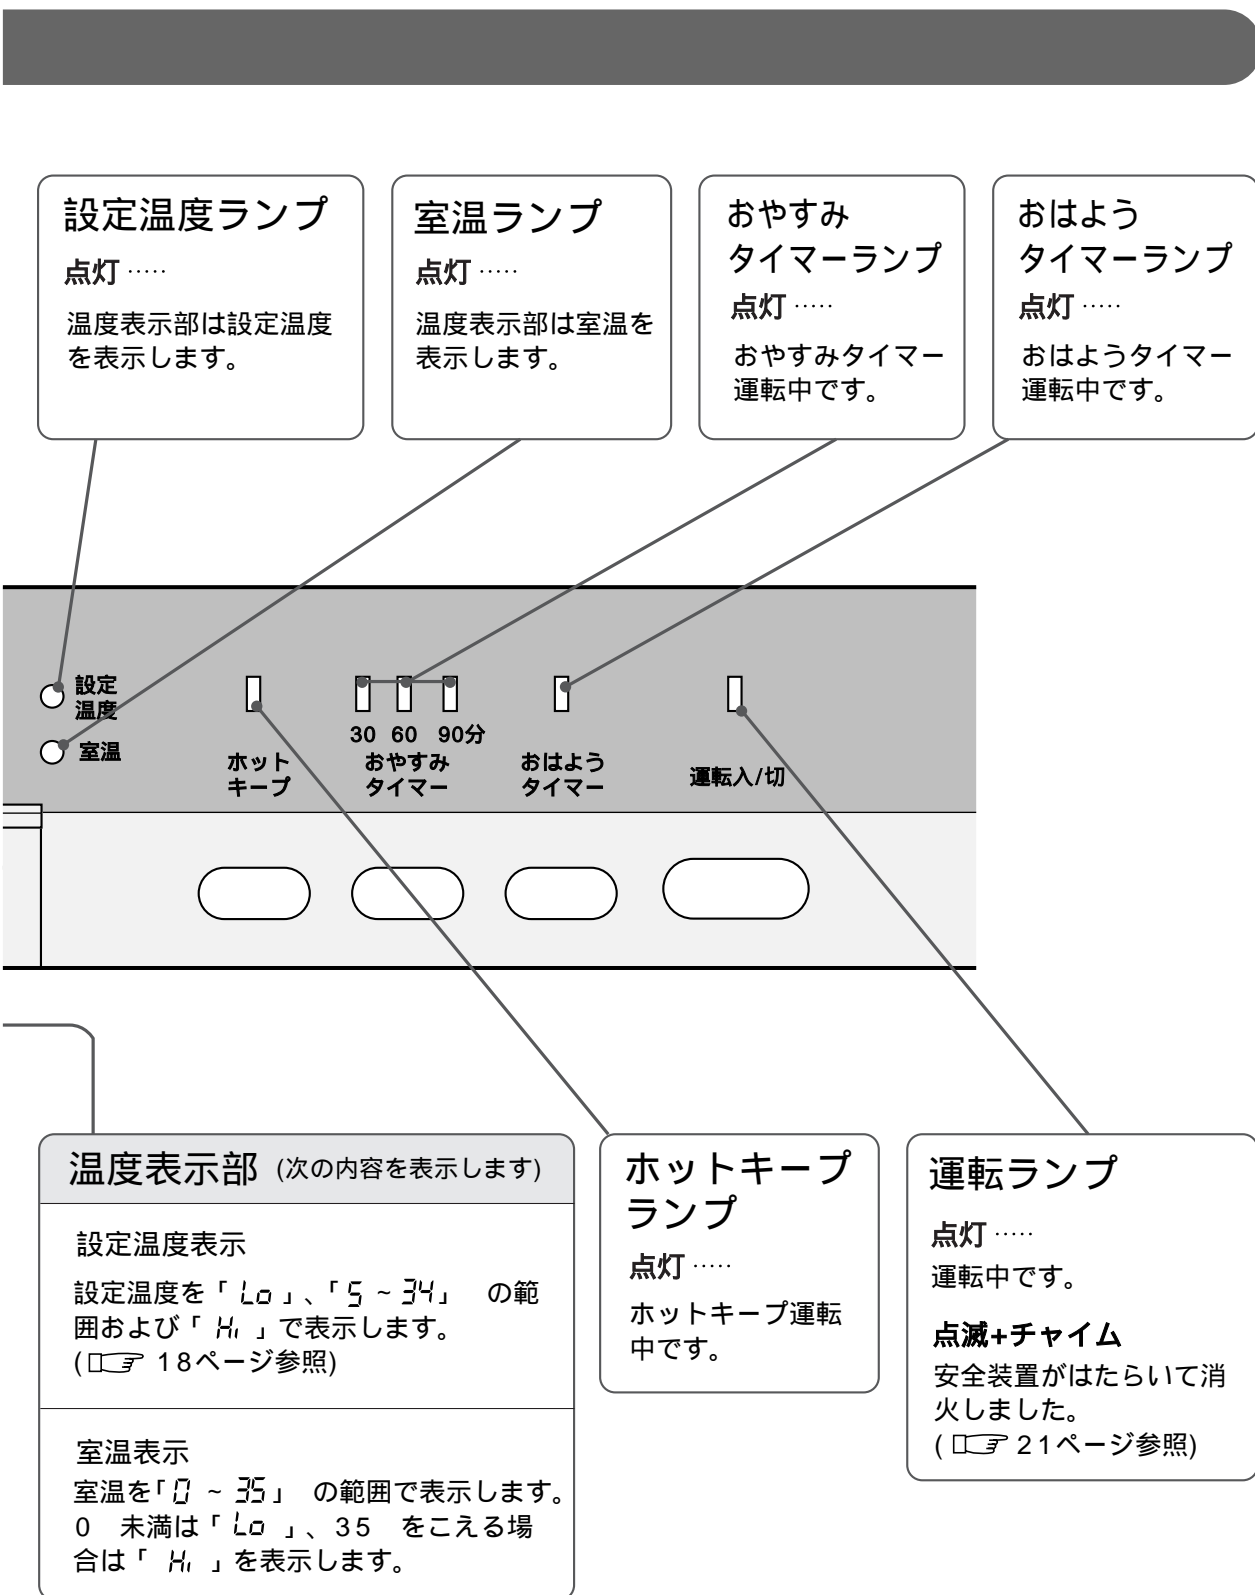 設定温度ランプ
点灯 ‥‥‥
温度表示部は設定温度
を表示します。
室温ランプ
点灯 ‥‥‥
温度表示部は室温を
表示します。
おやすみ
タイマーランプ
点灯 ‥‥‥
おやすみタイマー
運転中です。
おはよう
タイマーランプ
点灯 ‥‥‥
おはようタイマー
運転中です。
設定
温度
室温
ホット
キープ
30 60 90分
おやすみ
タイマー
おはよう
タイマー
運転入/切
温度表示部 (次の内容を表示します)
設定温度表示
設定温度を「Lo」、「5 ~ 34」 の範
囲および「Hi」で表示します。
(☞ 18ページ参照)
室温表示
室温を「0 ~ 35」 の範囲で表示します。
0 未満は「Lo」、35 をこえる場
合は「Hi」を表示します。
ホットキープ
ランプ
点灯 ‥‥‥
ホットキープ運転
中です。
運転ランプ
点灯 ‥‥‥
運転中です。
点滅+チャイム
安全装置がはたらいて消
火しました。
(☞ 21ページ参照)